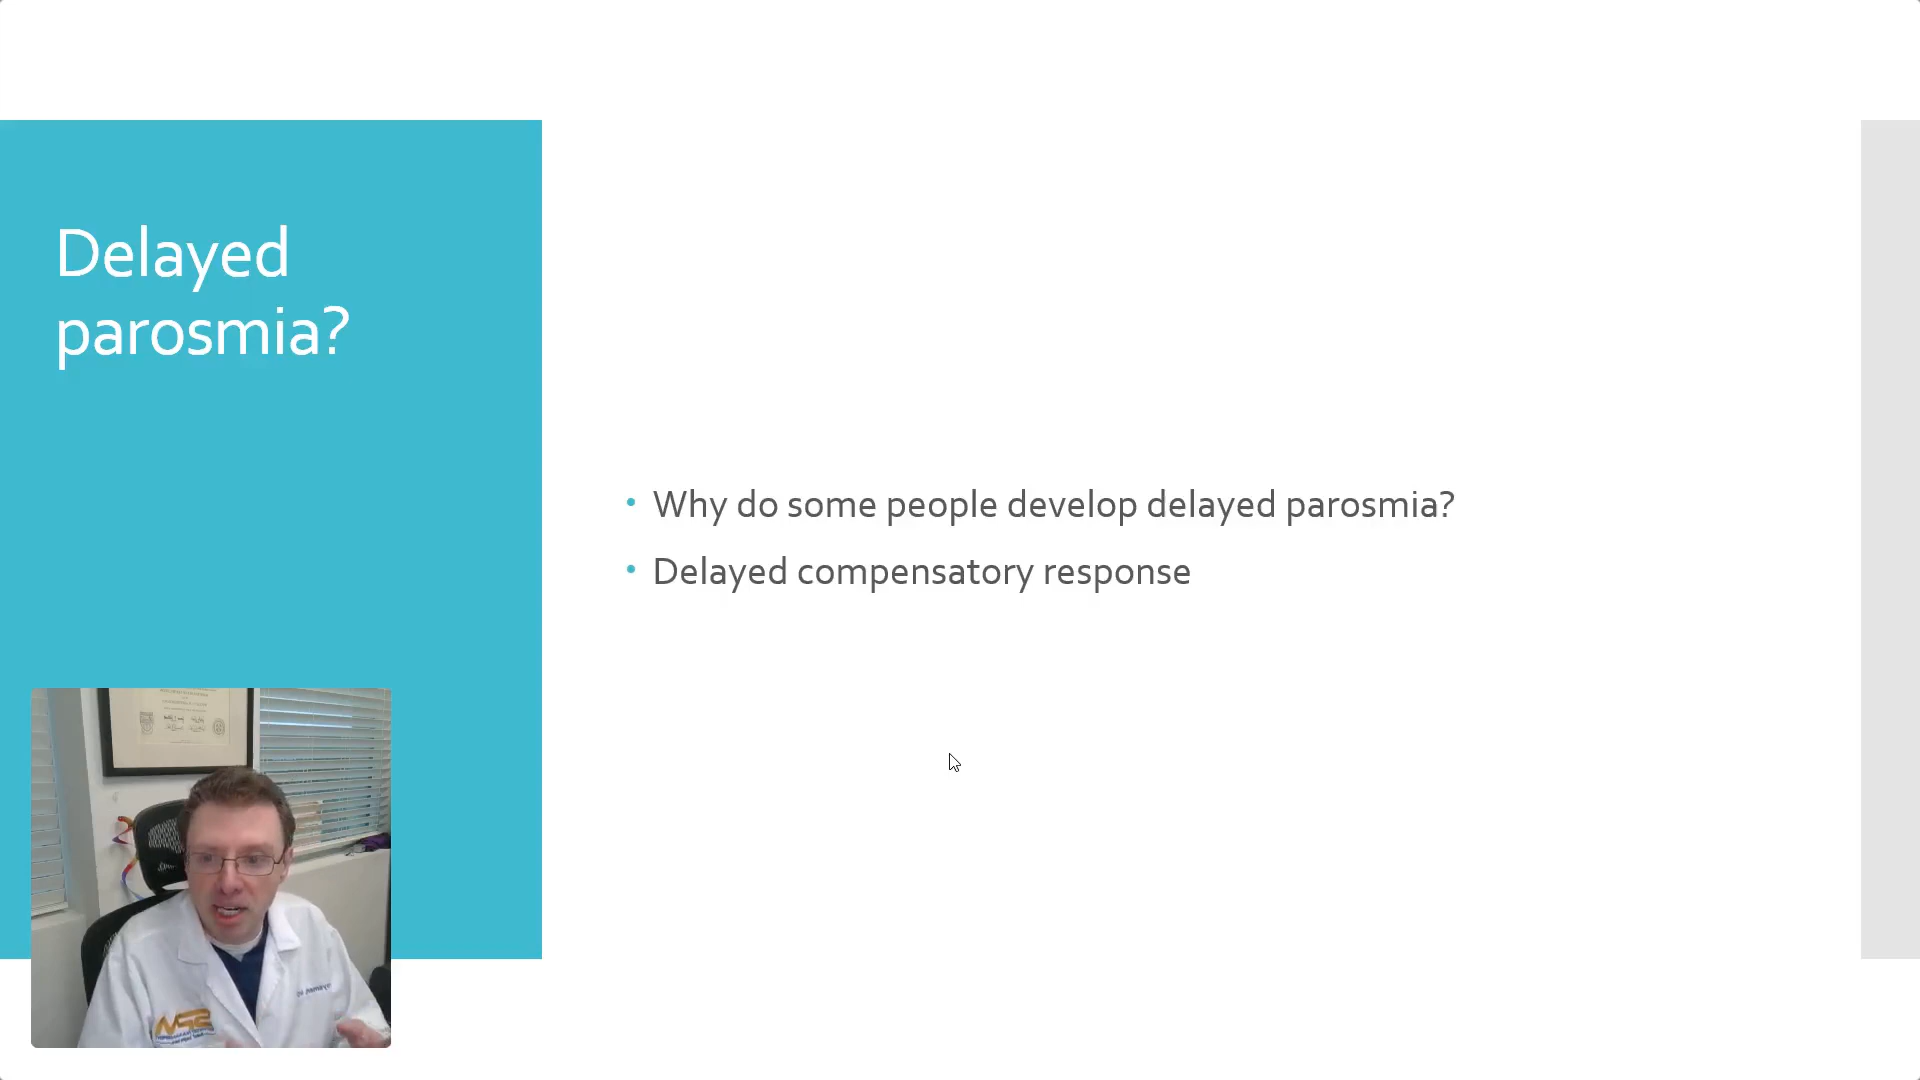 Delayed
parosmia?
Why do some people develop delayed parosmia?
Delayed compensatory response